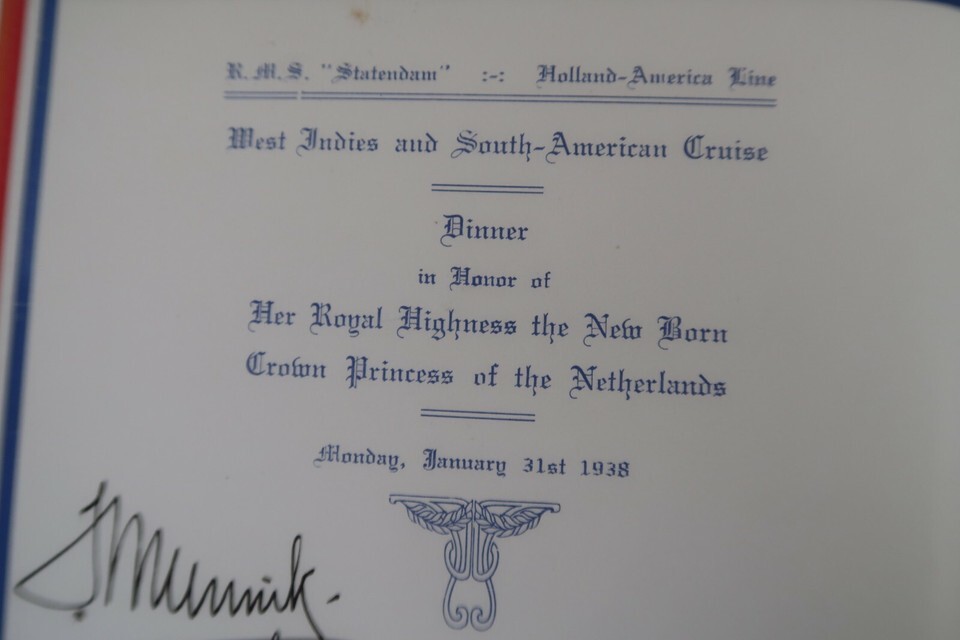 R.M.S. "Statendam" :-: Holland-America Line
West Indies and South-American Cruise
Dinner
in Honor of
Her Royal Highness the New Born
Crown Princess of the Netherlands
Monday, January 31st 1938